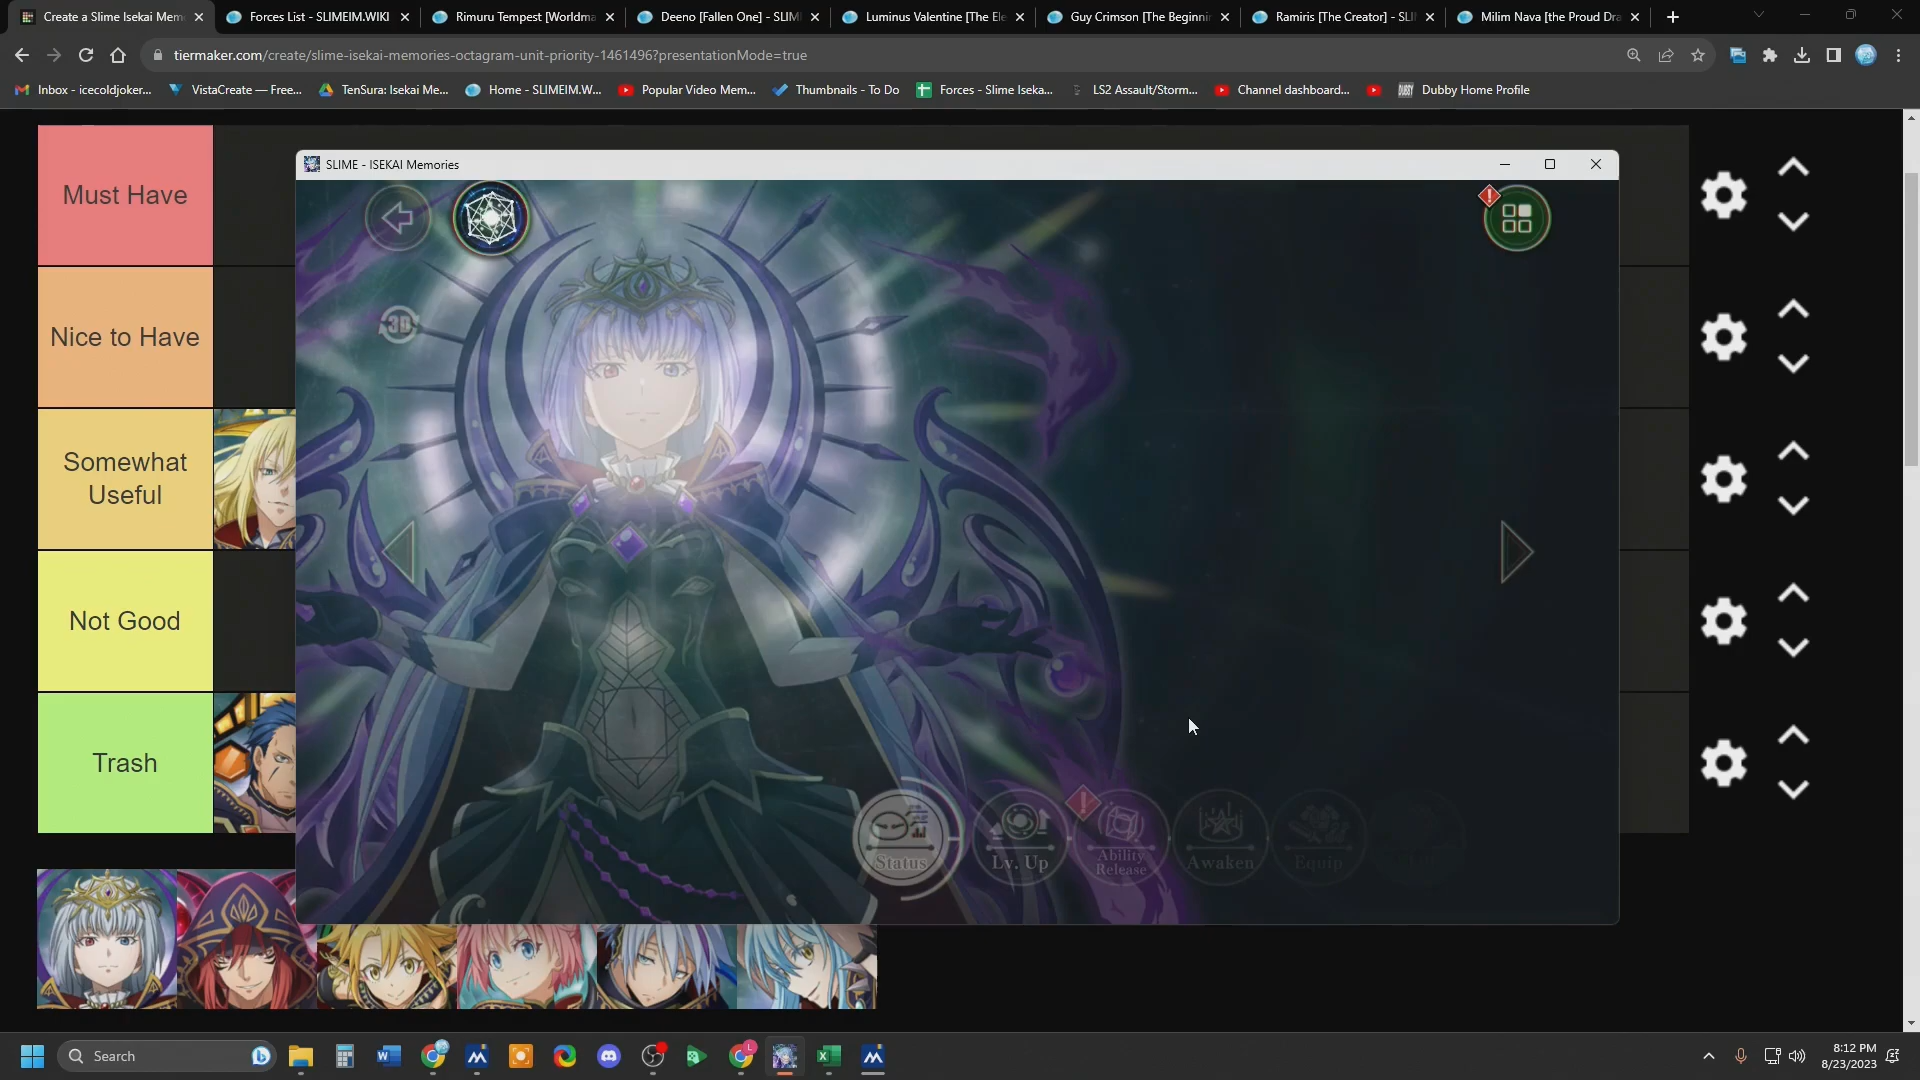 Create a Slime Isekai Mem
Forces List - SLIMEIM.WIKI
Rimuru Tempest [Worldma
Deeno [Fallen One] - SLIM
Luminus Valentine [The Ele
Guy Crimson [The Beginnin
Ramiris [The Creator] - SLI
Milim Nava [the Proud Dra
tiermaker.com/create/slime-isekai-memories-octagram-unit-priority-1461496?presentationMode=true
Inbox - icecoldjoker...
VistaCreate — Free...
TenSura: Isekai Me...
Home - SLIMEIM.W...
Popular Video Mem...
Thumbnails - To Do
Forces - Slime Iseka...
LS2 Assault/Storm...
Channel dashboard...
DUBBY
Dubby Home Profile
Must Have
Nice to Have
Somewhat
Useful
Not Good
Trash
SLIME - ISEKAI Memories
3D
Status
Lv. Up
Ability
Release
Awaken
Equip
Search
8:12 PM
8/23/2023